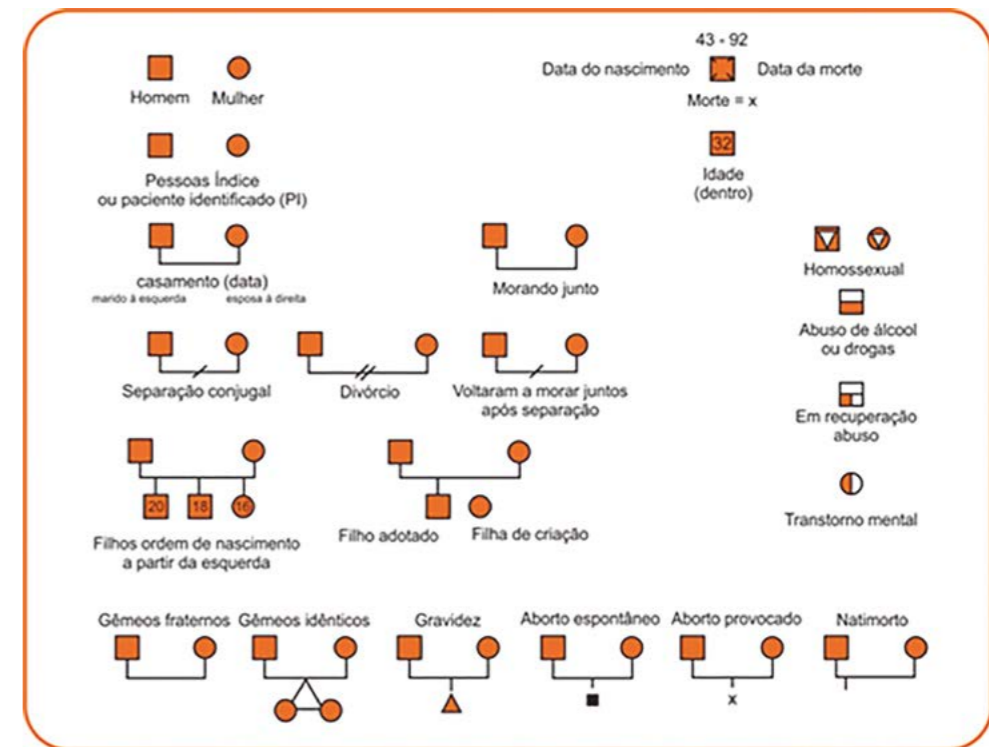 43 - 92
Data do nascimento
Data da morte
Homem
Mulher
Morte = x
32
Idade
(dentro)
Pessoas Índice
ou paciente identificado (PI)
casamento (data)
marido à esquerda
esposa à direita
Morando junto
Homossexual
Abuso de álcool
ou drogas
Separação conjugal
Divórcio
Voltaram a morar juntos
após separação
Em recuperação
abuso
20
18
16
Filhos ordem de nascimento
a partir da esquerda
Filho adotado
Filha de criação
Transtorno mental
Gêmeos fraternos
Gêmeos idênticos
Gravidez
Aborto espontâneo
Aborto provocado
Natimorto
x